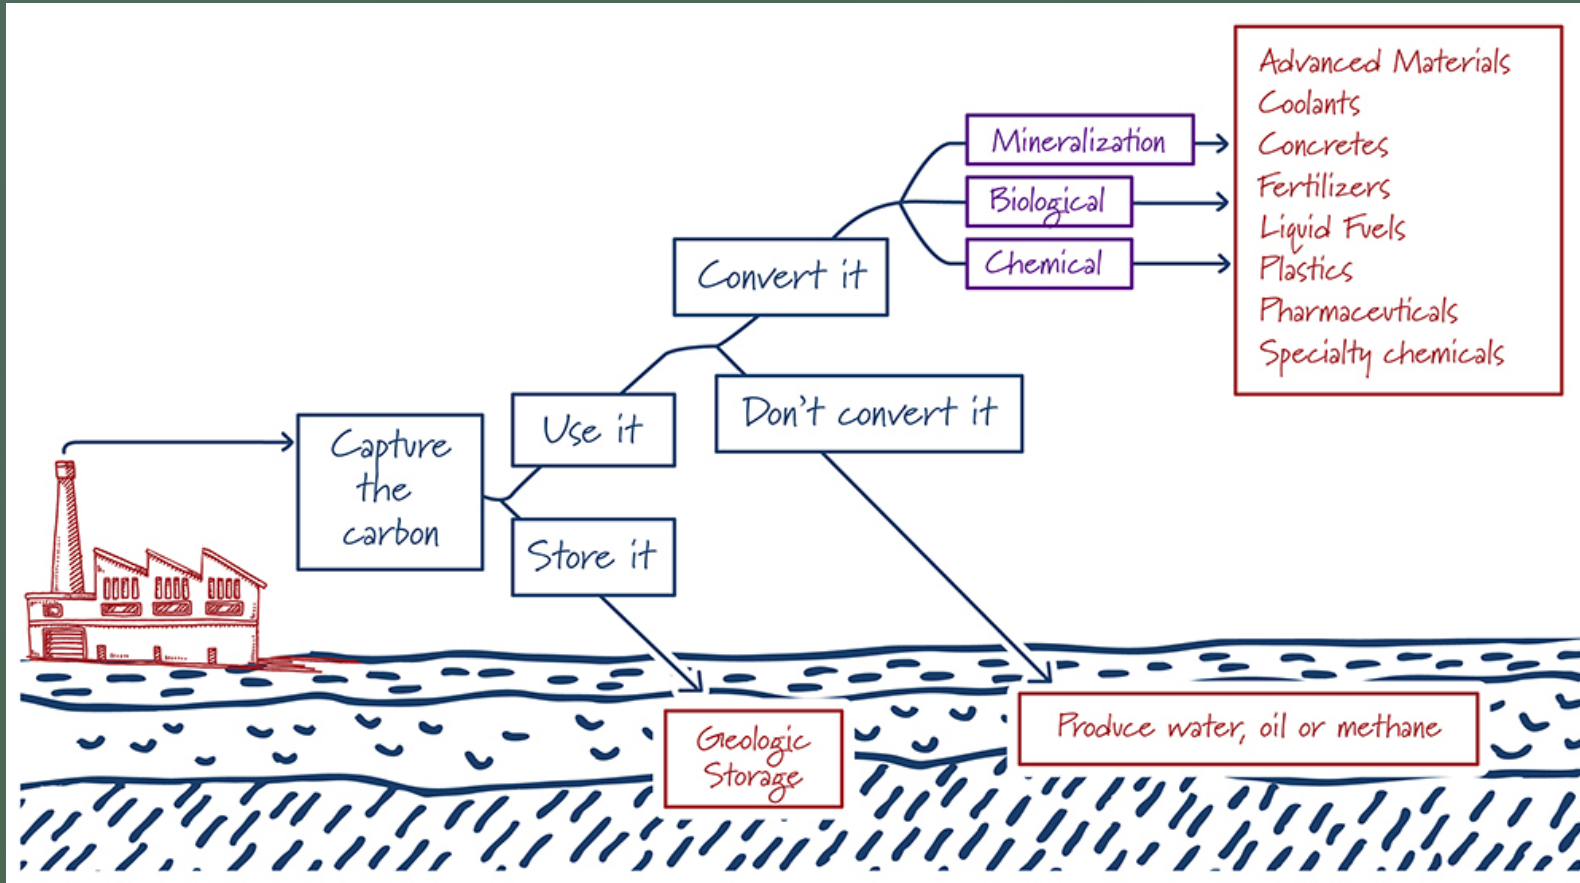 Advanced Materials
Coolants
Concretes
Fertilizers
Liquid Fuels
Plastics
Pharmaceuticals
Specialty chemicals
Mineralization
Biological
Chemical
Convert it
Don't convert it
Use it
Capture
the
carbon
Store it
Geologic
Storage
Produce water, oil or methane